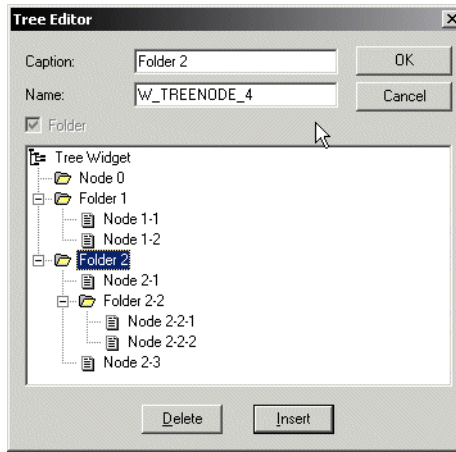 Tree Editor
Caption: Folder 2 OK
Name: W_TREENODE_4 Cancel
Folder
Tree Widget
Node 0
Folder 1
Node 1-1
Node 1-2
Folder 2
Node 2-1
Folder 2-2
Node 2-2-1
Node 2-2-2
Node 2-3
Delete Insert